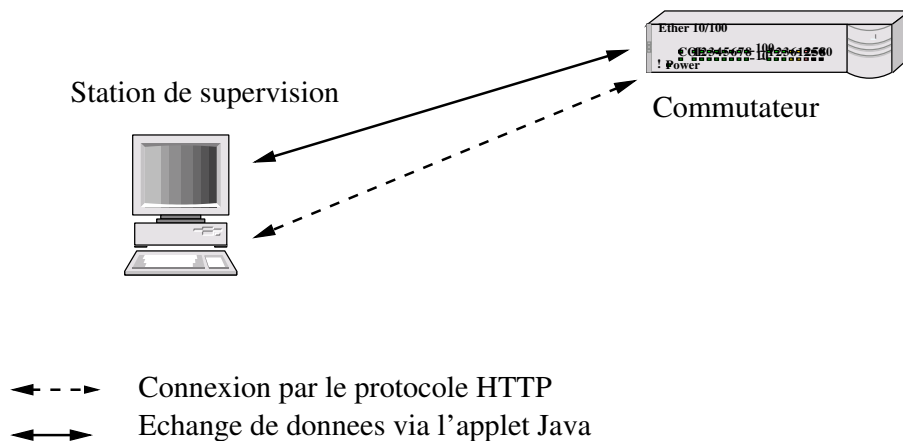 Ether 10/100
! Power
Station de supervision
Commutateur
Connexion par le protocole HTTP
Echange de donnees via l'applet Java